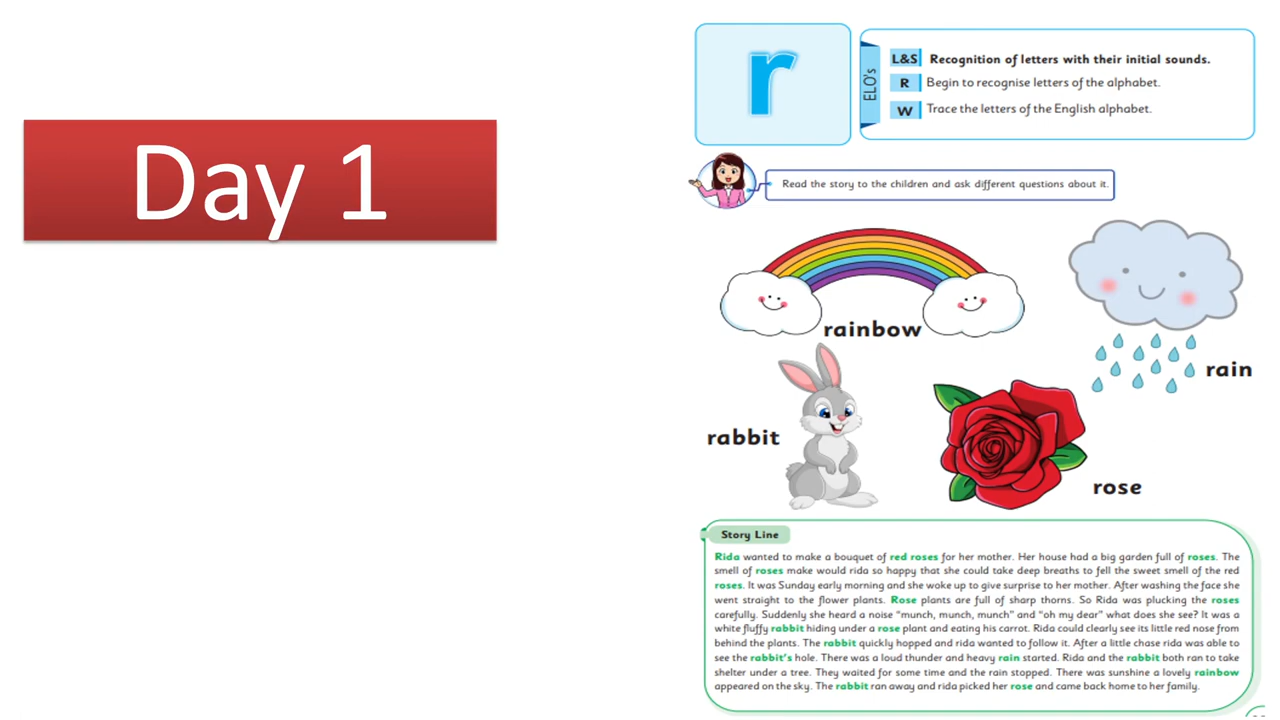 Day 1
r
ELO's
L&S Recognition of letters with their initial sounds.
R Begin to recognise letters of the alphabet.
W Trace the letters of the English alphabet.
Read the story to the children and ask different questions about it.
rainbow
rain
rabbit
rose
Story Line
Rida wanted to make a bouquet of red roses for her mother. Her house had a big garden full of roses. The
smell of roses make would rida so happy that she could take deep breaths to fell the sweet smell of the red
roses. It was Sunday early morning and she woke up to give surprise to her mother. After washing the face she
went straight to the flower plants. Rose plants are full of sharp thorns. So Rida was plucking the roses
carefully. Suddenly she heard a noise “munch, munch, munch” and “oh my dear” what does she see? It was a
white fluffy rabbit hiding under a rose plant and eating his carrot. Rida could clearly see its little red nose from
behind the plants. The rabbit quickly hopped and rida wanted to follow it. After a little chase rida was able to
see the rabbit’s hole. There was a loud thunder and heavy rain started. Rida and the rabbit both ran to take
shelter under a tree. They waited for some time and the rain stopped. There was sunshine a lovely rainbow
appeared on the sky. The rabbit ran away and rida picked her rose and came back home to her family.